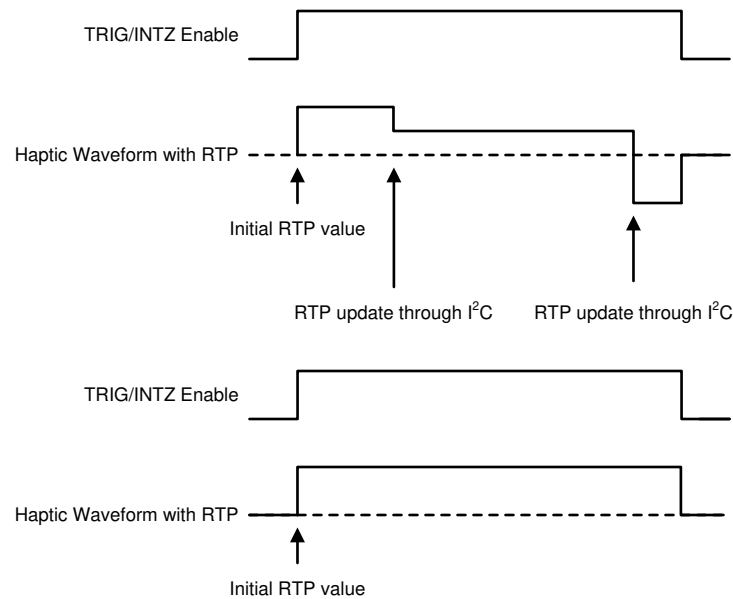 TRIG/INTZ Enable
Haptic Waveform with RTP
Initial RTP value
RTP update through I²C
RTP update through I²C
TRIG/INTZ Enable
Haptic Waveform with RTP
Initial RTP value